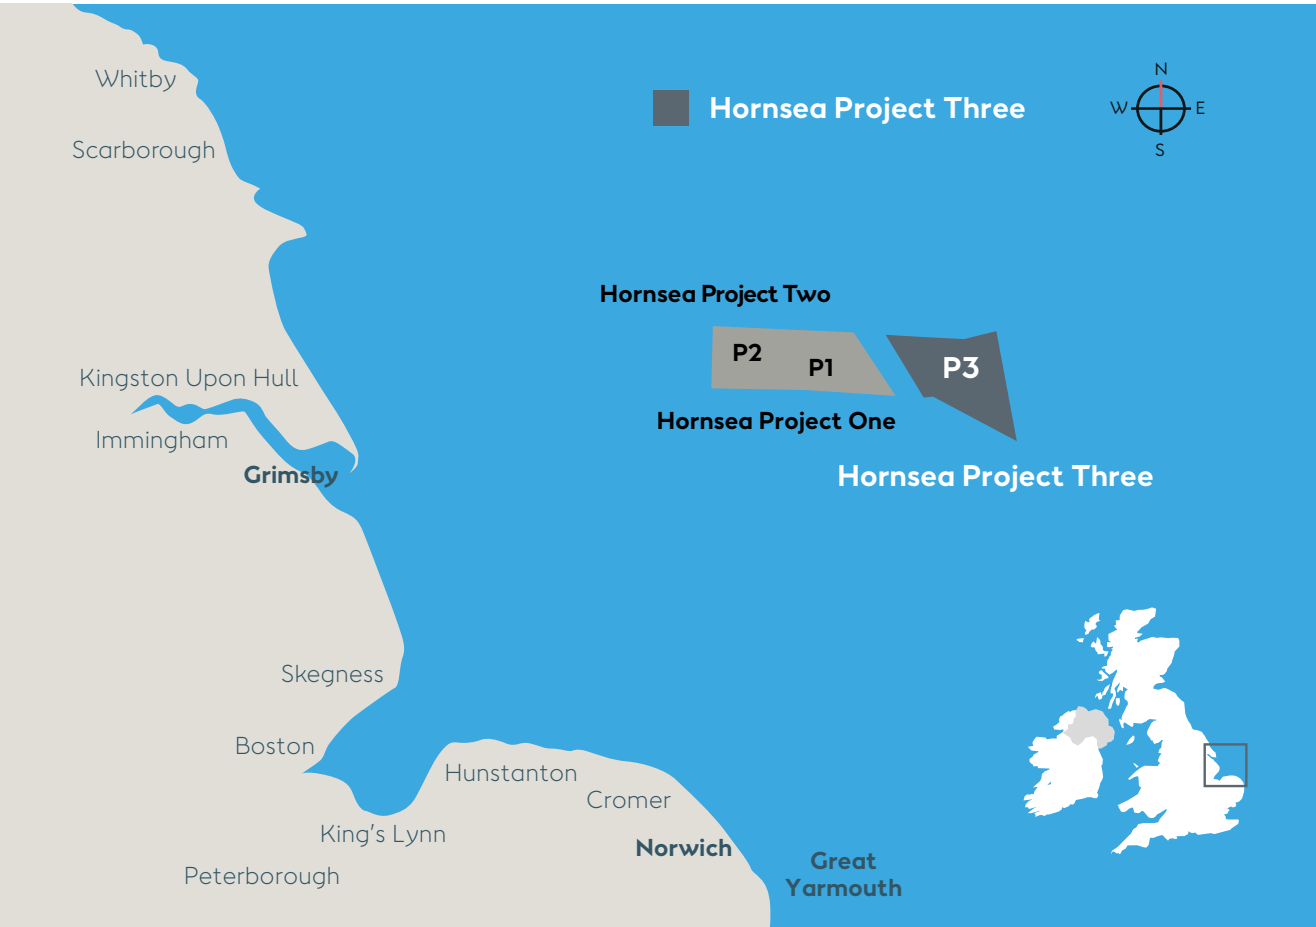 N
W
E
S
Hornsea Project Three
Whitby
Scarborough
Hornsea Project Two
P2
P1
P3
Hornsea Project One
Hornsea Project Three
Kingston Upon Hull
Immingham
Grimsby
Skegness
Boston
Hunstanton
Cromer
King's Lynn
Norwich
Peterborough
Great
Yarmouth